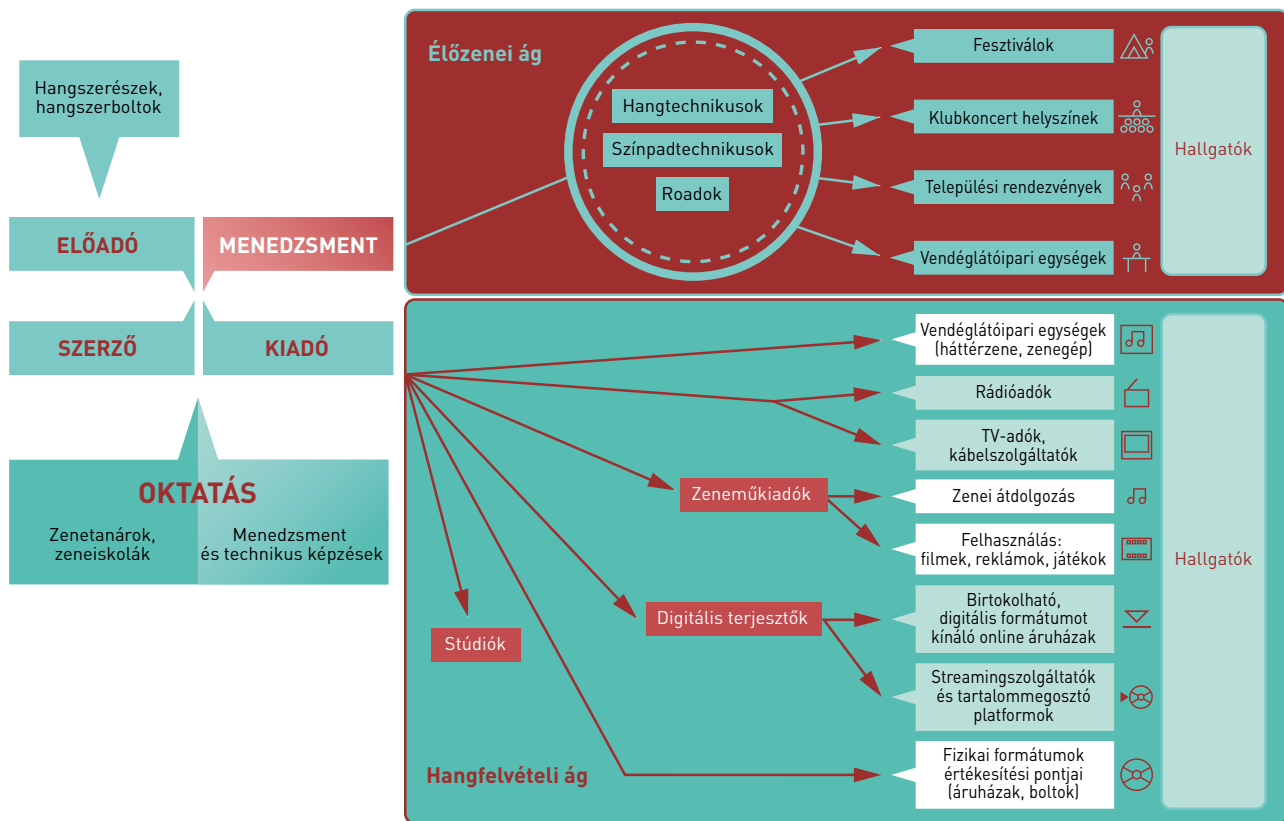 Hangszerészek,
hangszerboltok
ELŐADÓ
MENEDZSMENT
SZERZŐ
KIADÓ
OKTATÁS
Zenetanárok,
zeneiskolák
Menedzsment
és technikus képzések
Élőzenei ág
Hangtechnikusok
Színpadtechnikusok
Roadok
Fesztiválok
Klubkoncert helyszínek
Települési rendezvények
Vendéglátóipari egységek
Hallgatók
Vendéglátóipari egységek
(háttérzene, zenegép)
Rádióadók
TV-adók,
kábelszolgáltatók
Zeneműkiadók
Zenei átdolgozás
Felhasználás:
filmek, reklámok, játékok
Digitális terjesztők
Birtokolható,
digitális formátumot
kínáló online áruházak
Stúdiók
Streamingszolgáltatók
és tartalommegosztó
platformok
Fizikai formátumok
értékesítési pontjai
(áruházak, boltok)
Hangfelvételi ág
Hallgatók